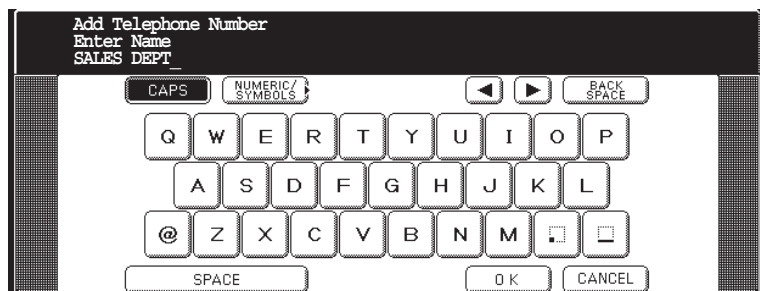 Add Telephone Number
Enter Name
SALES DEPT_
CAPS NUMERIC/ SYMBOLS ◀ ▶ BACK SPACE
Q W E R T Y U I O P
A S D F G H J K L
@ Z X C V B N M . _
SPACE OK CANCEL